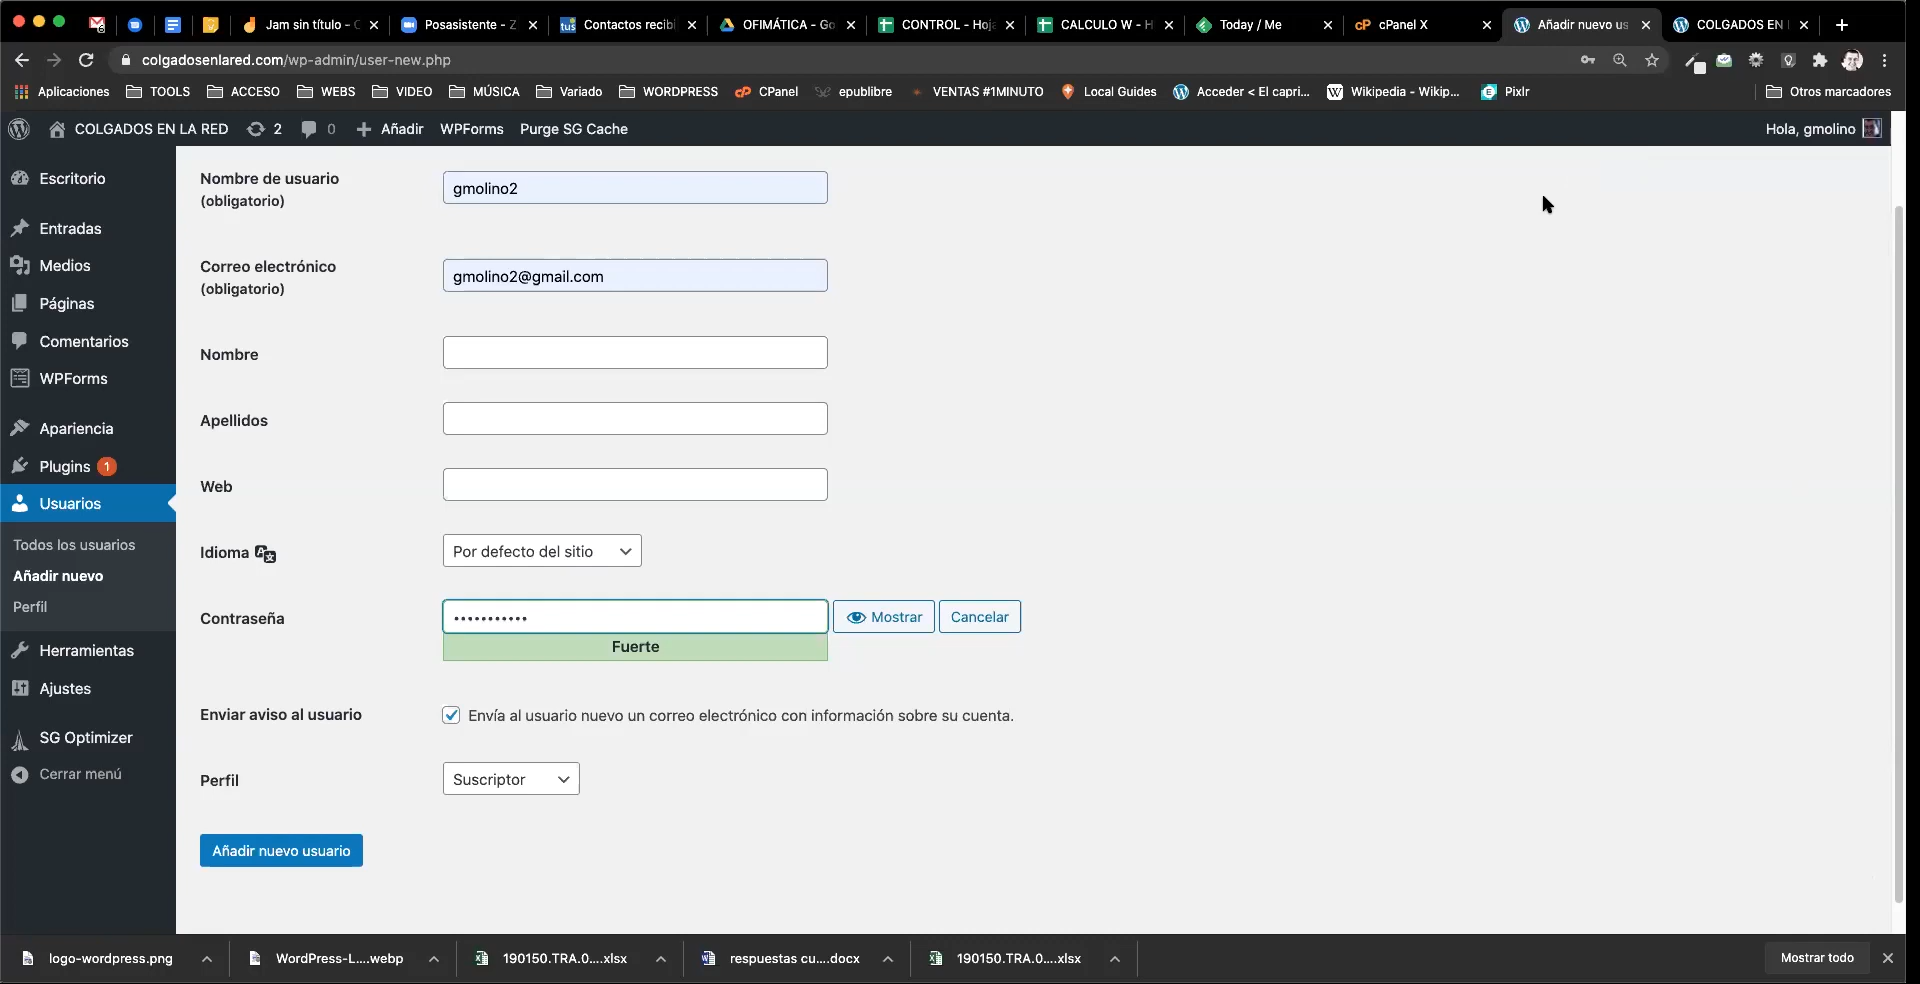 Jam sin título - C
Posasistente - Z
Contactos recib
OFIMÁTICA - Go
CONTROL - Hoja
CALCULO W - H
Today / Me
cPanel X
Añadir nuevo us
COLGADOS EN
colgadosenlared.com/wp-admin/user-new.php
Aplicaciones TOOLS ACCESO WEBS VIDEO MÚSICA Variado WORDPRESS CPanel epublibre VENTAS #1MINUTO Local Guides Acceder < El capri... Wikipedia - Wikip... Pixlr Otros marcadores
COLGADOS EN LA RED 2 0 Añadir WPForms Purge SG Cache Hola, gmolino
Escritorio
Entradas
Medios
Páginas
Comentarios
WPForms
Apariencia
Plugins 1
Usuarios
Todos los usuarios
Añadir nuevo
Perfil
Herramientas
Ajustes
SG Optimizer
Cerrar menú
Nombre de usuario
(obligatorio)
gmolino2
Correo electrónico
(obligatorio)
gmolino2@gmail.com
Nombre
Apellidos
Web
Idioma
Por defecto del sitio
Contraseña
•••••••••••
Mostrar
Cancelar
Fuerte
Enviar aviso al usuario
Envía al usuario nuevo un correo electrónico con información sobre su cuenta.
Perfil
Suscriptor
Añadir nuevo usuario
logo-wordpress.png
WordPress-L....webp
190150.TRA.0....xlsx
respuestas cu....docx
190150.TRA.0....xlsx
Mostrar todo